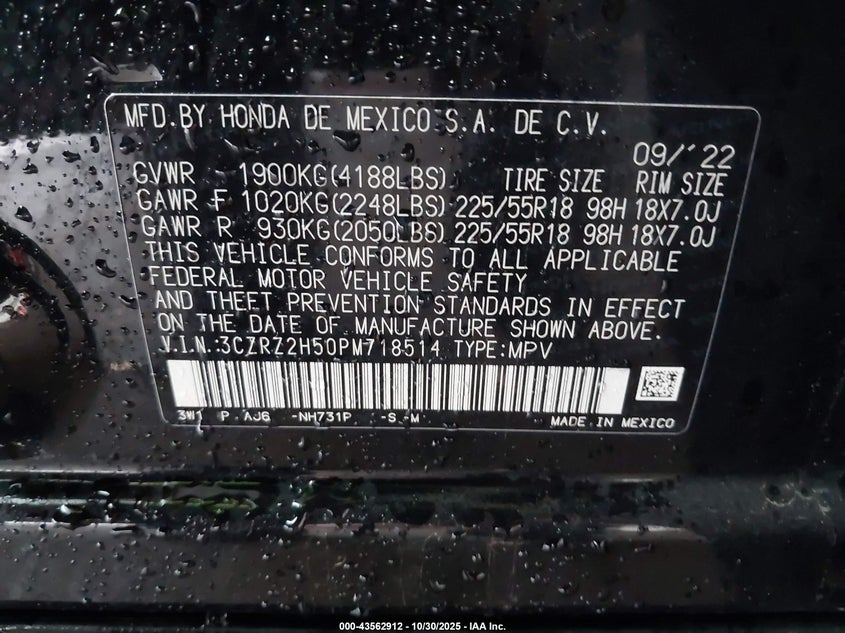 MFD.BY HONDA DE MEXICO S.A. DE C.V.
09/'22
GVWR 1900KG(4188LBS) TIRE SIZE RIM SIZE
GAWR F 1020KG(2248LBS) 225/55R18 98H 18X7.0J
GAWR R 930KG(2050LBS) 225/55R18 98H 18X7.0J
THIS VEHICLE CONFORMS TO ALL APPLICABLE
FEDERAL MOTOR VEHICLE SAFETY
AND THEFT PREVENTION STANDARDS IN EFFECT
ON THE DATE OF MANUFACTURE SHOWN ABOVE.
V.I.N.:3CZRZ2H50PM718514 TYPE:MPV
3W1 P AJ6 -NH731P -S M
MADE IN MEXICO
000-43562912 - 10/30/2025 - IAA Inc.